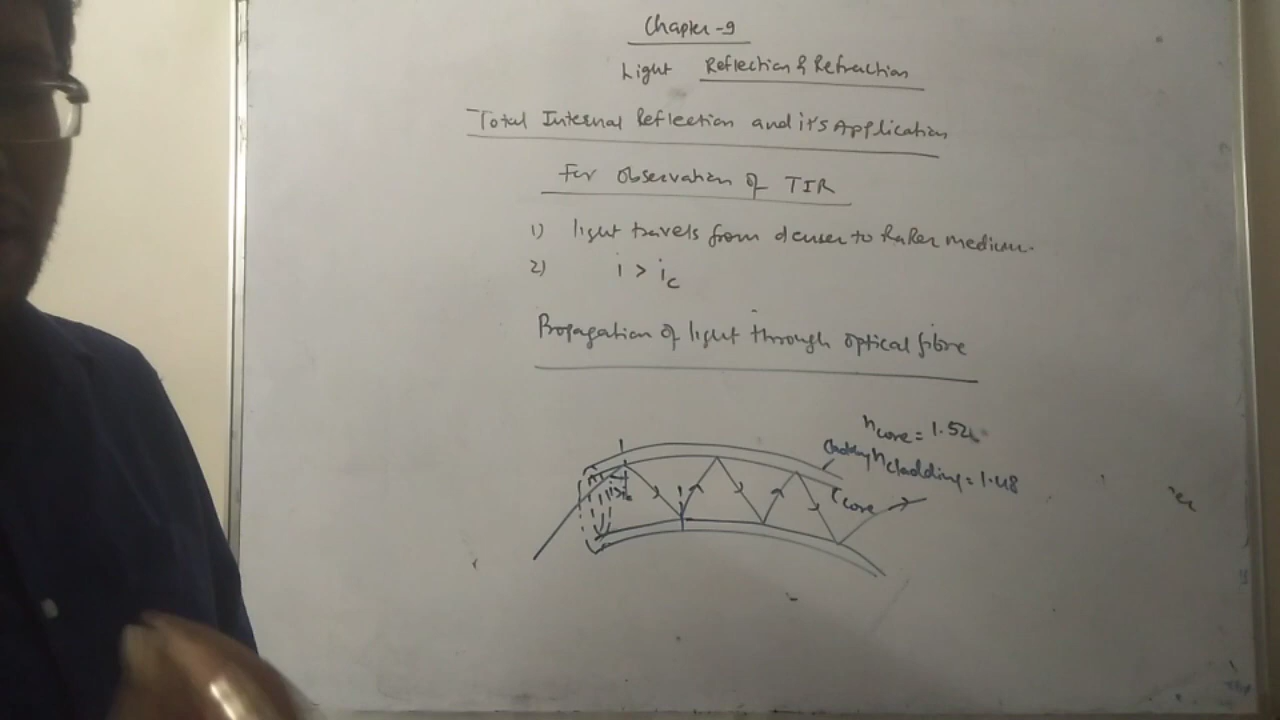 Chapter-9
Light Reflection & Refraction
Total Internal Reflection and it's Application
For Observation of TIR
1) light travels from denser to RaRer medium.
2) i > ic
Propagation of light through optical fibre
ncore = 1.52
cladding ncladding = 1.48
core
i>ic